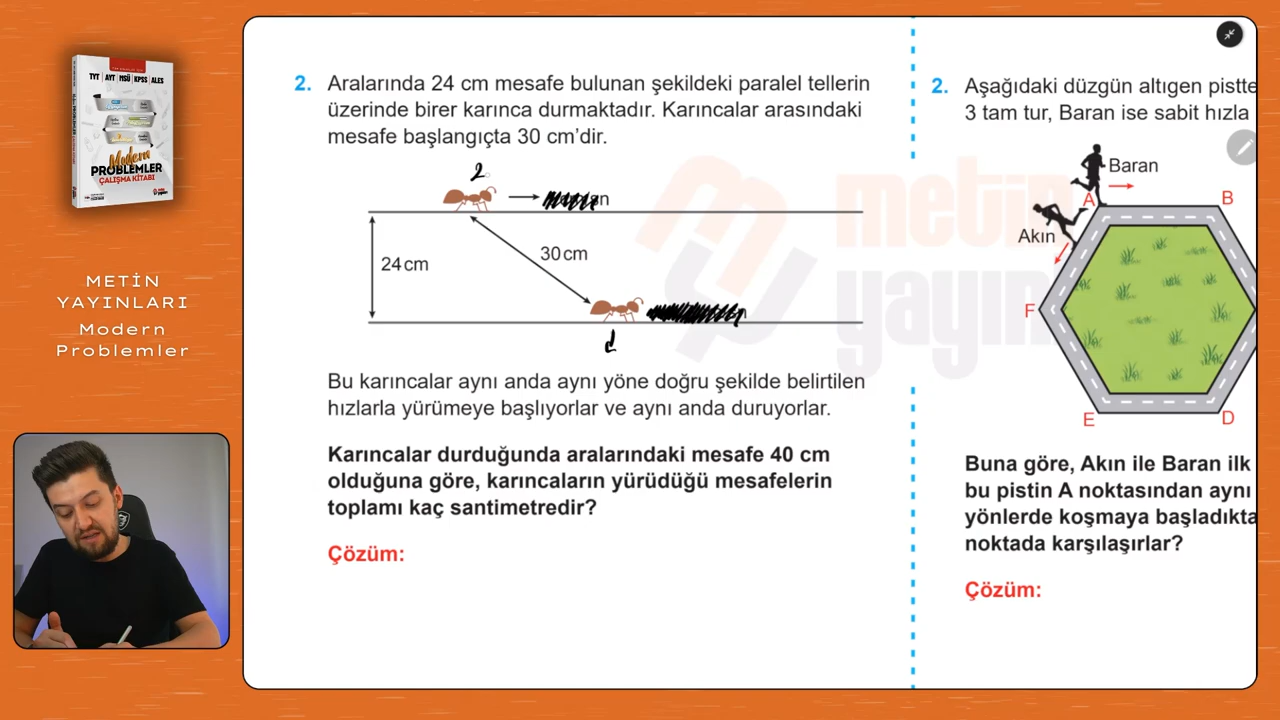 TYT AYT MSÜ KPSS ALES
Modern
PROBLEMLER
ÇALIŞMA KİTABI
METİN
YAYINLARI
Modern
Problemler
2. Aralarında 24 cm mesafe bulunan şekildeki paralel tellerin
üzerinde birer karınca durmaktadır. Karıncalar arasındaki
mesafe başlangıçta 30 cm'dir.
2
24 cm
30 cm
1
Bu karıncalar aynı anda aynı yöne doğru şekilde belirtilen
hızlarla yürümeye başlıyorlar ve aynı anda duruyorlar.
Karıncalar durduğunda aralarındaki mesafe 40 cm
olduğuna göre, karıncaların yürüdüğü mesafelerin
toplamı kaç santimetredir?
Çözüm:
metin
yayın
2. Aşağıdaki düzgün altıgen pistte
3 tam tur, Baran ise sabit hızla
Baran
A
B
Akın
F
E
D
Buna göre, Akın ile Baran ilk
bu pistin A noktasından aynı
yönlerde koşmaya başladıkta
noktada karşılaşırlar?
Çözüm: